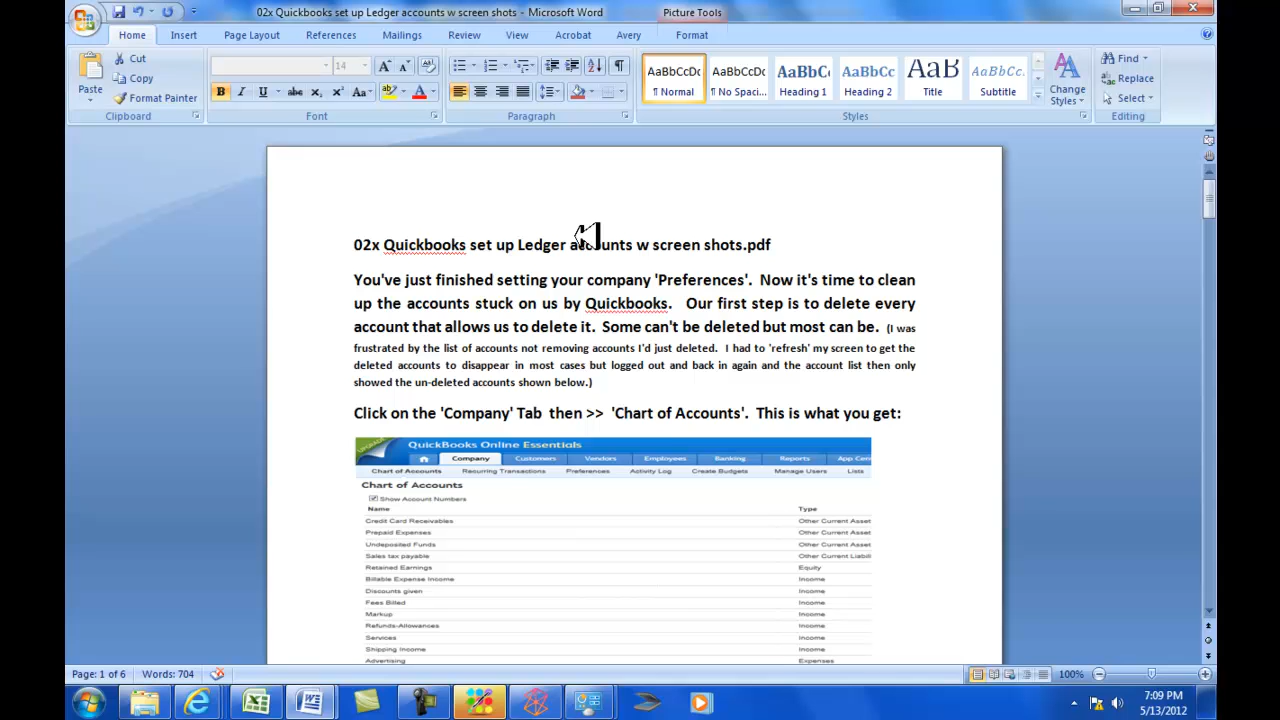 02x Quickbooks set up Ledger accounts w screen shots - Microsoft Word
Picture Tools
Home Insert Page Layout References Mailings Review View Acrobat Avery Format
Paste
Cut
Copy
Format Painter
Clipboard
14
Font
Paragraph
AaBbCcDc AaBbCcDc AaBbC AaBbCc AaB AaBbCc.
¶ Normal ¶ No Spaci... Heading 1 Heading 2 Title Subtitle
Change Styles
Styles
Find
Replace
Select
Editing
02x Quickbooks set up Ledger accounts w screen shots.pdf
You've just finished setting your company 'Preferences'. Now it's time to clean
up the accounts stuck on us by Quickbooks. Our first step is to delete every
account that allows us to delete it. Some can't be deleted but most can be. (I was
frustrated by the list of accounts not removing accounts I'd just deleted. I had to 'refresh' my screen to get the
deleted accounts to disappear in most cases but logged out and back in again and the account list then only
showed the un-deleted accounts shown below.)
Click on the 'Company' Tab then >> 'Chart of Accounts'. This is what you get:
UPGRADE
QuickBooks Online Essentials
Company Customers Vendors Employees Banking Reports App Cen
Chart of Accounts Recurring Transactions Preferences Activity Log Create Budgets Manage Users Lists
Chart of Accounts
Show Account Numbers
Name Type
Credit Card Receivables Other Current Asset
Prepaid Expenses Other Current Asset
Undeposited Funds Other Current Asset
Sales tax payable Other Current Liabili
Retained Earnings Equity
Billable Expense Income Income
Discounts given Income
Fees Billed Income
Markup Income
Refunds-Allowances Income
Services Income
Shipping Income Income
Advertising Expenses
Page: 1 of 6 Words: 704
100%
7:09 PM
5/13/2012